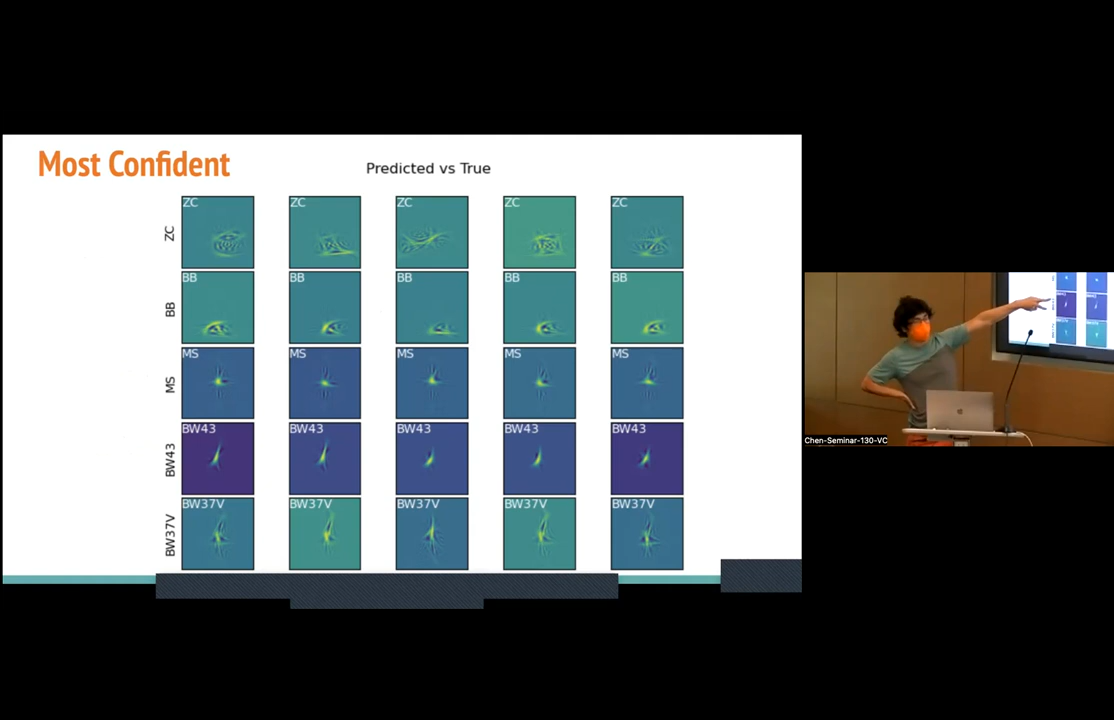 Most Confident
Predicted vs True
ZC
ZC ZC ZC ZC ZC
BB
BB BB BB BB BB
MS
MS MS MS MS MS
BW43
BW43 BW43 BW43 BW43 BW43
BW37V
BW37V BW37V BW37V BW37V BW37V
Chen-Seminar-130-VC